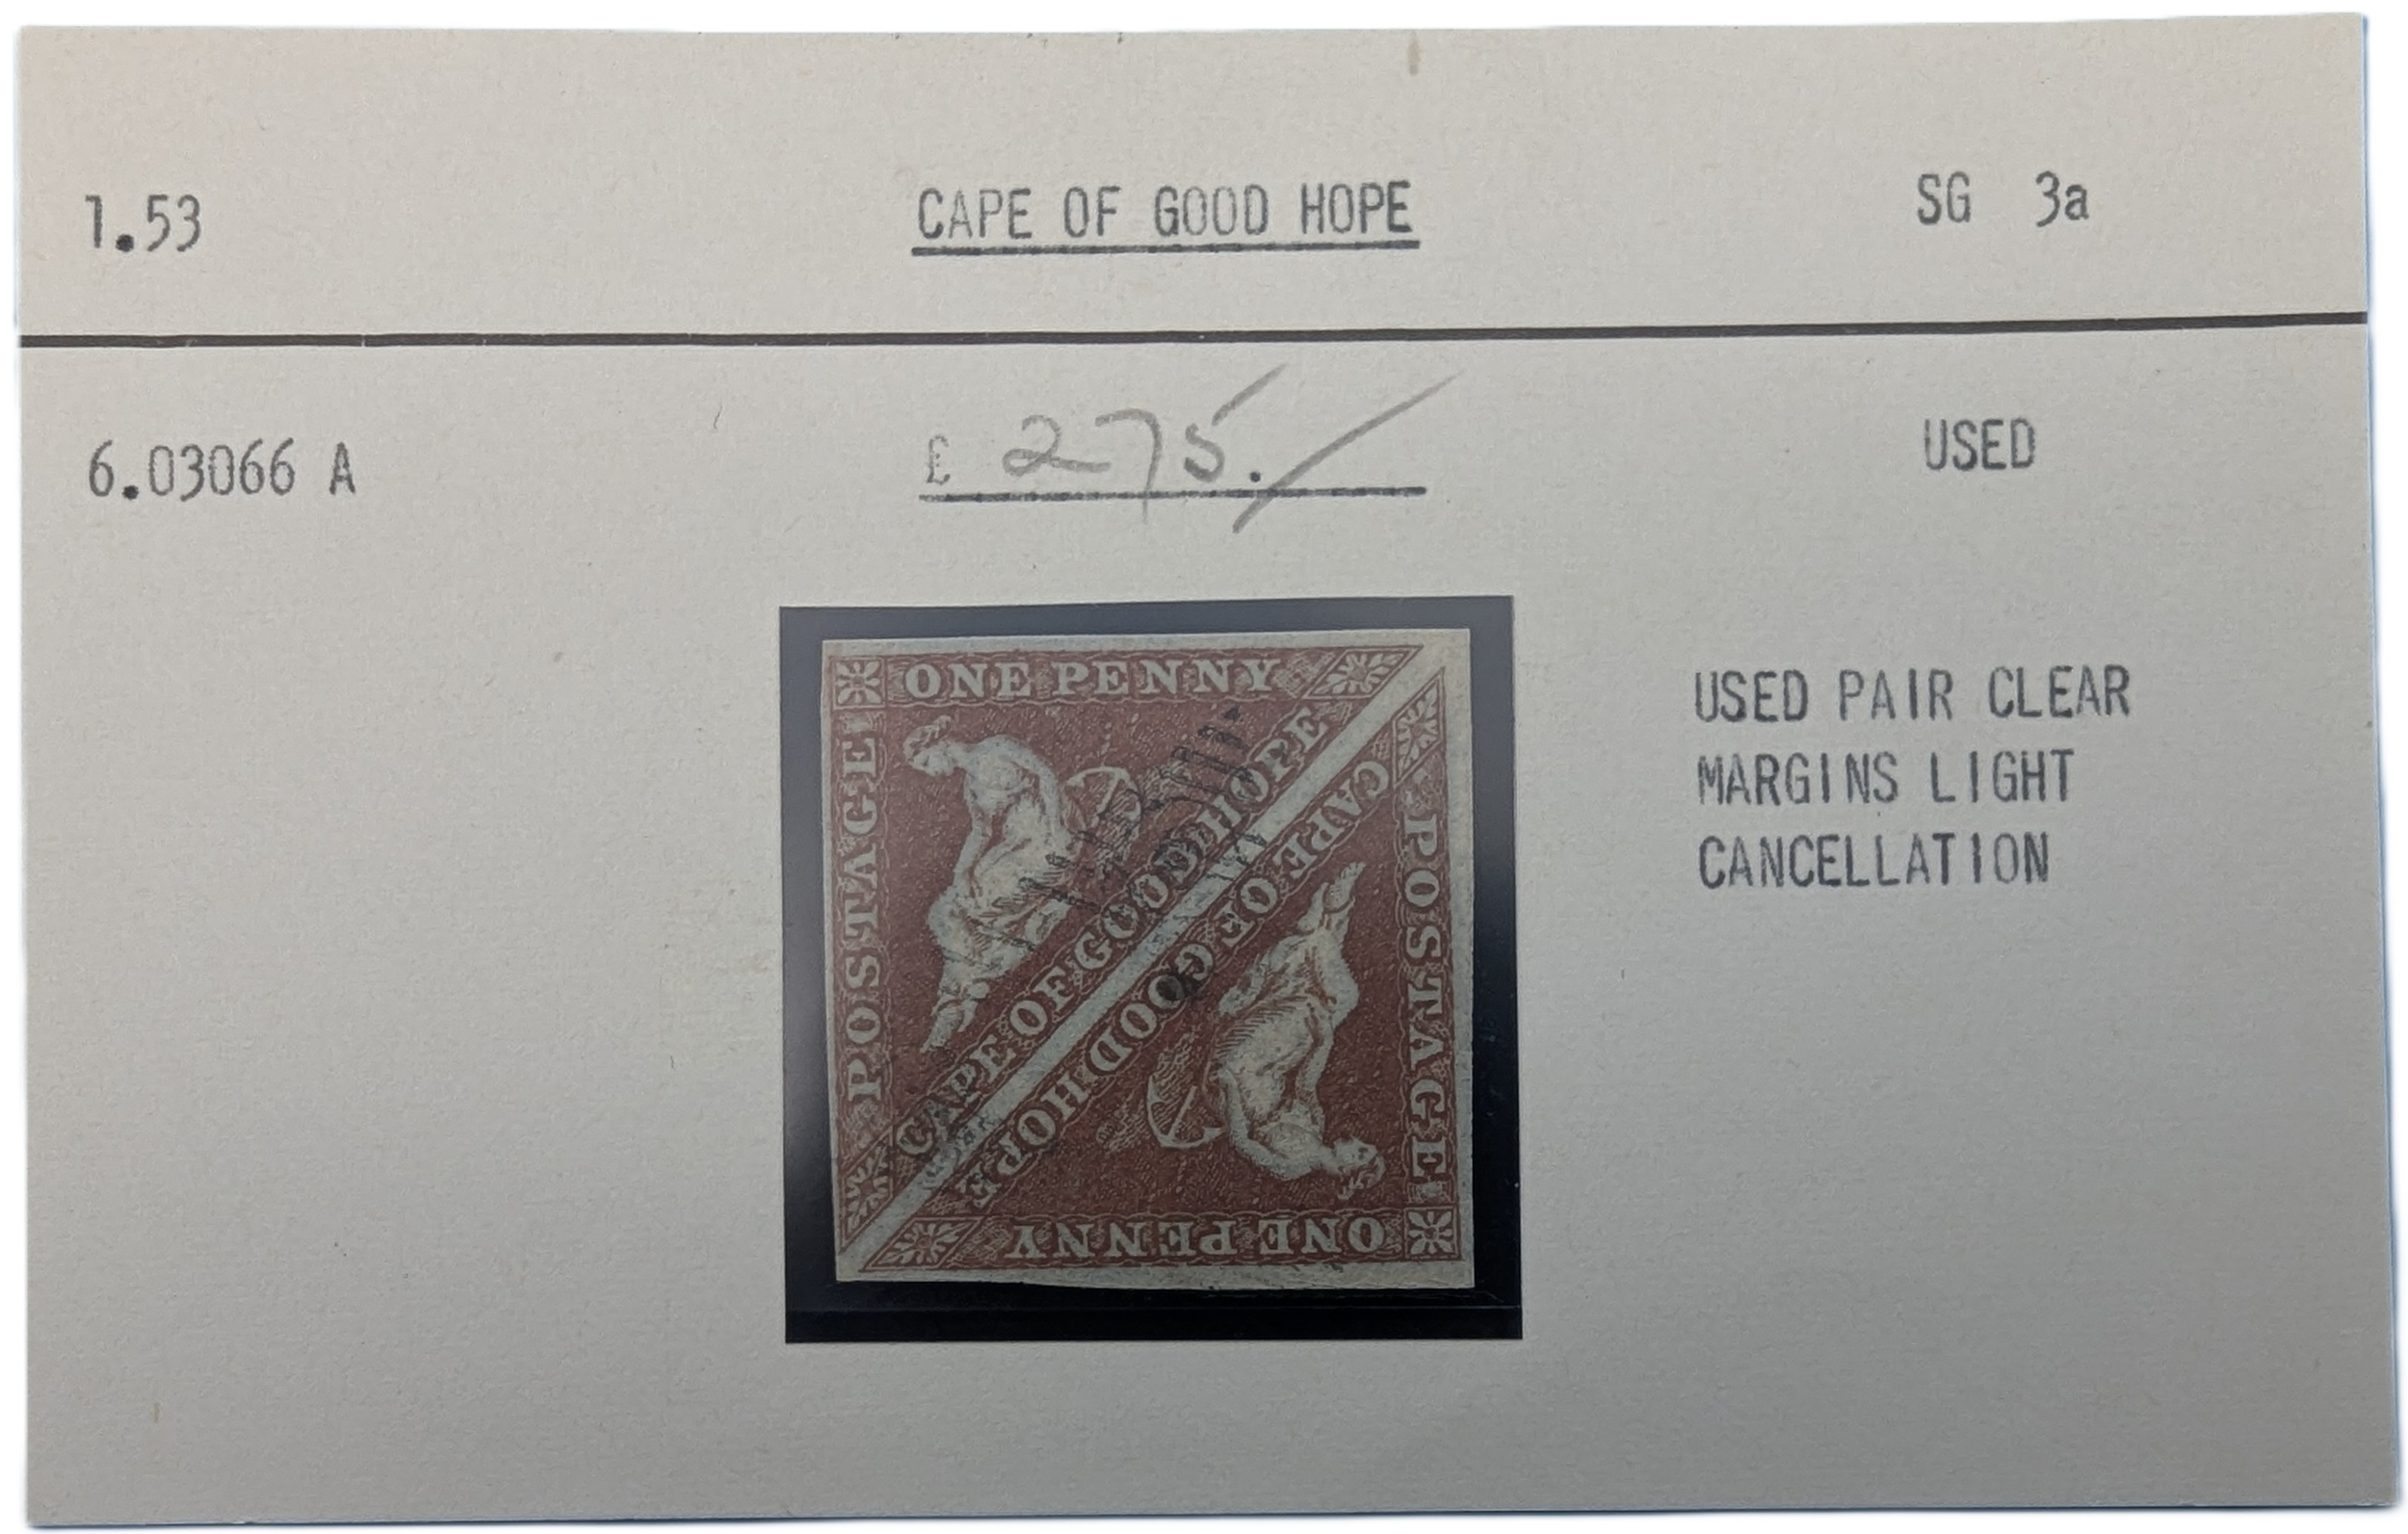 1.53 CAPE OF GOOD HOPE SG 3a
6.03066 A £ 275./ USED
USED PAIR CLEAR
MARGINS LIGHT
CANCELLATION
ONE PENNY
POSTAGE
CAPE OF GOOD HOPE
CAPE OF GOOD HOPE
POSTAGE
ONE PENNY